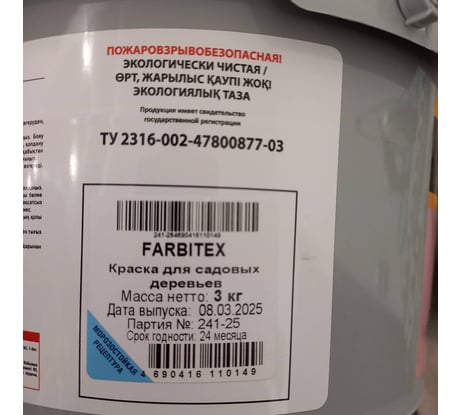 ПОЖАРОВЗРЫВОБЕЗОПАСНАЯ!
ЭКОЛОГИЧЕСКИ ЧИСТАЯ /
ӨРТ, ЖАРЫЛЫС ҚАУПІ ЖОҚ!
ЭКОЛОГИЯЛЫҚ ТАЗА
Продукция имеет свидетельство
государственной регистрации
ТУ 2316-002-47800877-03
241-254690416110149
FARBITEX
Краска для садовых
деревьев
Масса нетто: 3 кг
Дата выпуска: 08.03.2025
Партия №: 241-25
Срок годности: 24 месяца
МОРОЗОСТОЙКАЯ
РЕЦЕПТУРА
4 690416 110149